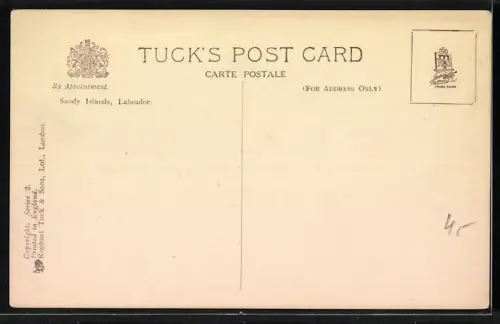 TUCK'S POST CARD
CARTE POSTALE
By Appointment.
(FOR ADDRESS ONLY)
Sandy Islands, Labrador.
Copyright, Series 2.
Printed in England.
Raphael Tuck & Sons, Ltd., London.
45